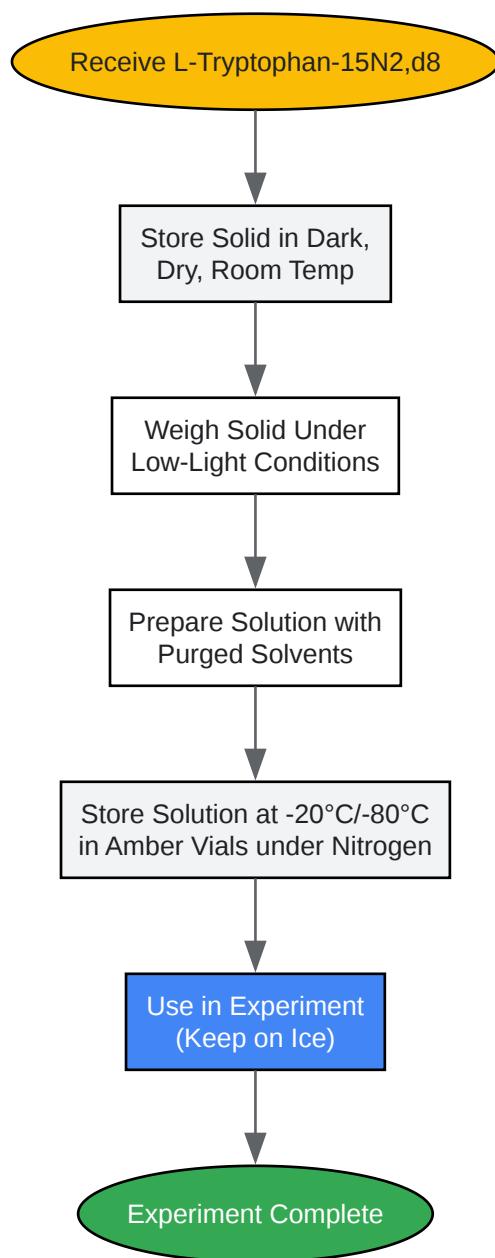 Receive L-Tryptophan-15N2,d8
Store Solid in Dark,
Dry, Room Temp
Weigh Solid Under
Low-Light Conditions
Prepare Solution with
Purged Solvents
Store Solution at -20°C/-80°C
in Amber Vials under Nitrogen
Use in Experiment
(Keep on Ice)
Experiment Complete